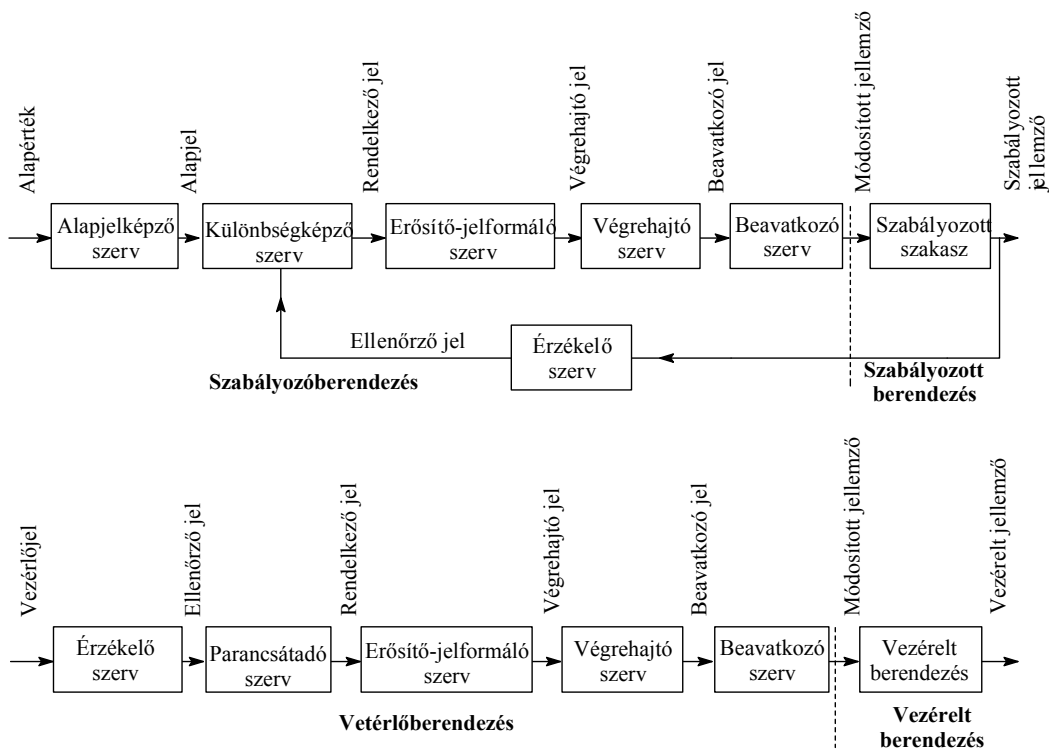 Alapérték
Alapjel
Rendelkező jel
Végrehajtó jel
Beavatkozó jel
Módosított jellemző
Szabályozott
jellemző
Alapjelképző
szerv
Különbségképző
szerv
Erősítő-jelformáló
szerv
Végrehajtó
szerv
Beavatkozó
szerv
Szabályozott
szakasz
Ellenőrző jel
Érzékelő
szerv
Szabályozóberendezés
Szabályozott
berendezés
Vezérlőjel
Ellenőrző jel
Rendelkező jel
Végrehajtó jel
Beavatkozó jel
Módosított jellemző
Vezérelt jellemző
Érzékelő
szerv
Parancsátadó
szerv
Erősítő-jelformáló
szerv
Végrehajtó
szerv
Beavatkozó
szerv
Vezérelt
berendezés
Vetérlőberendezés
Vezérelt
berendezés